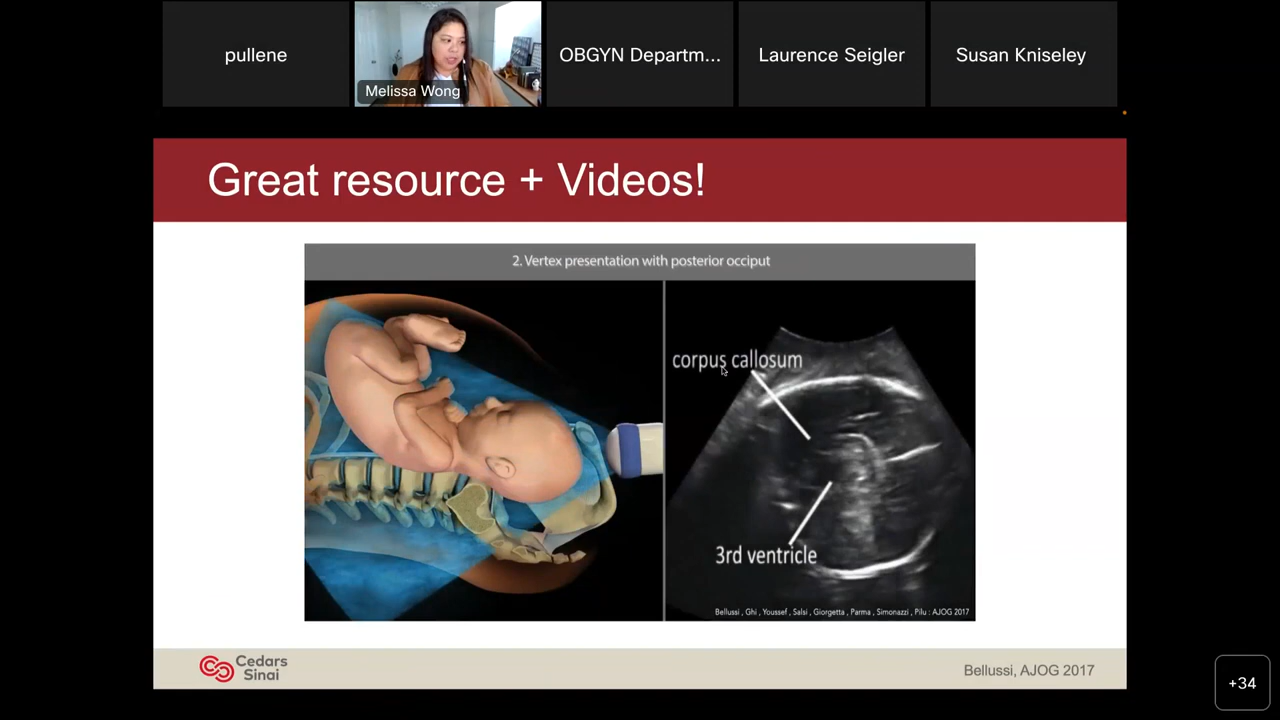 pullene
Melissa Wong
OBGYN Departm...
Laurence Seigler
Susan Kniseley
Great resource + Videos!
2. Vertex presentation with posterior occiput
corpus callosum
3rd ventricle
Bellussi , Ghi , Youssef , Salsi , Giorgetta , Parma , Simonazzi , Pilu : AJOG 2017
Cedars
Sinai
Bellussi, AJOG 2017
+34